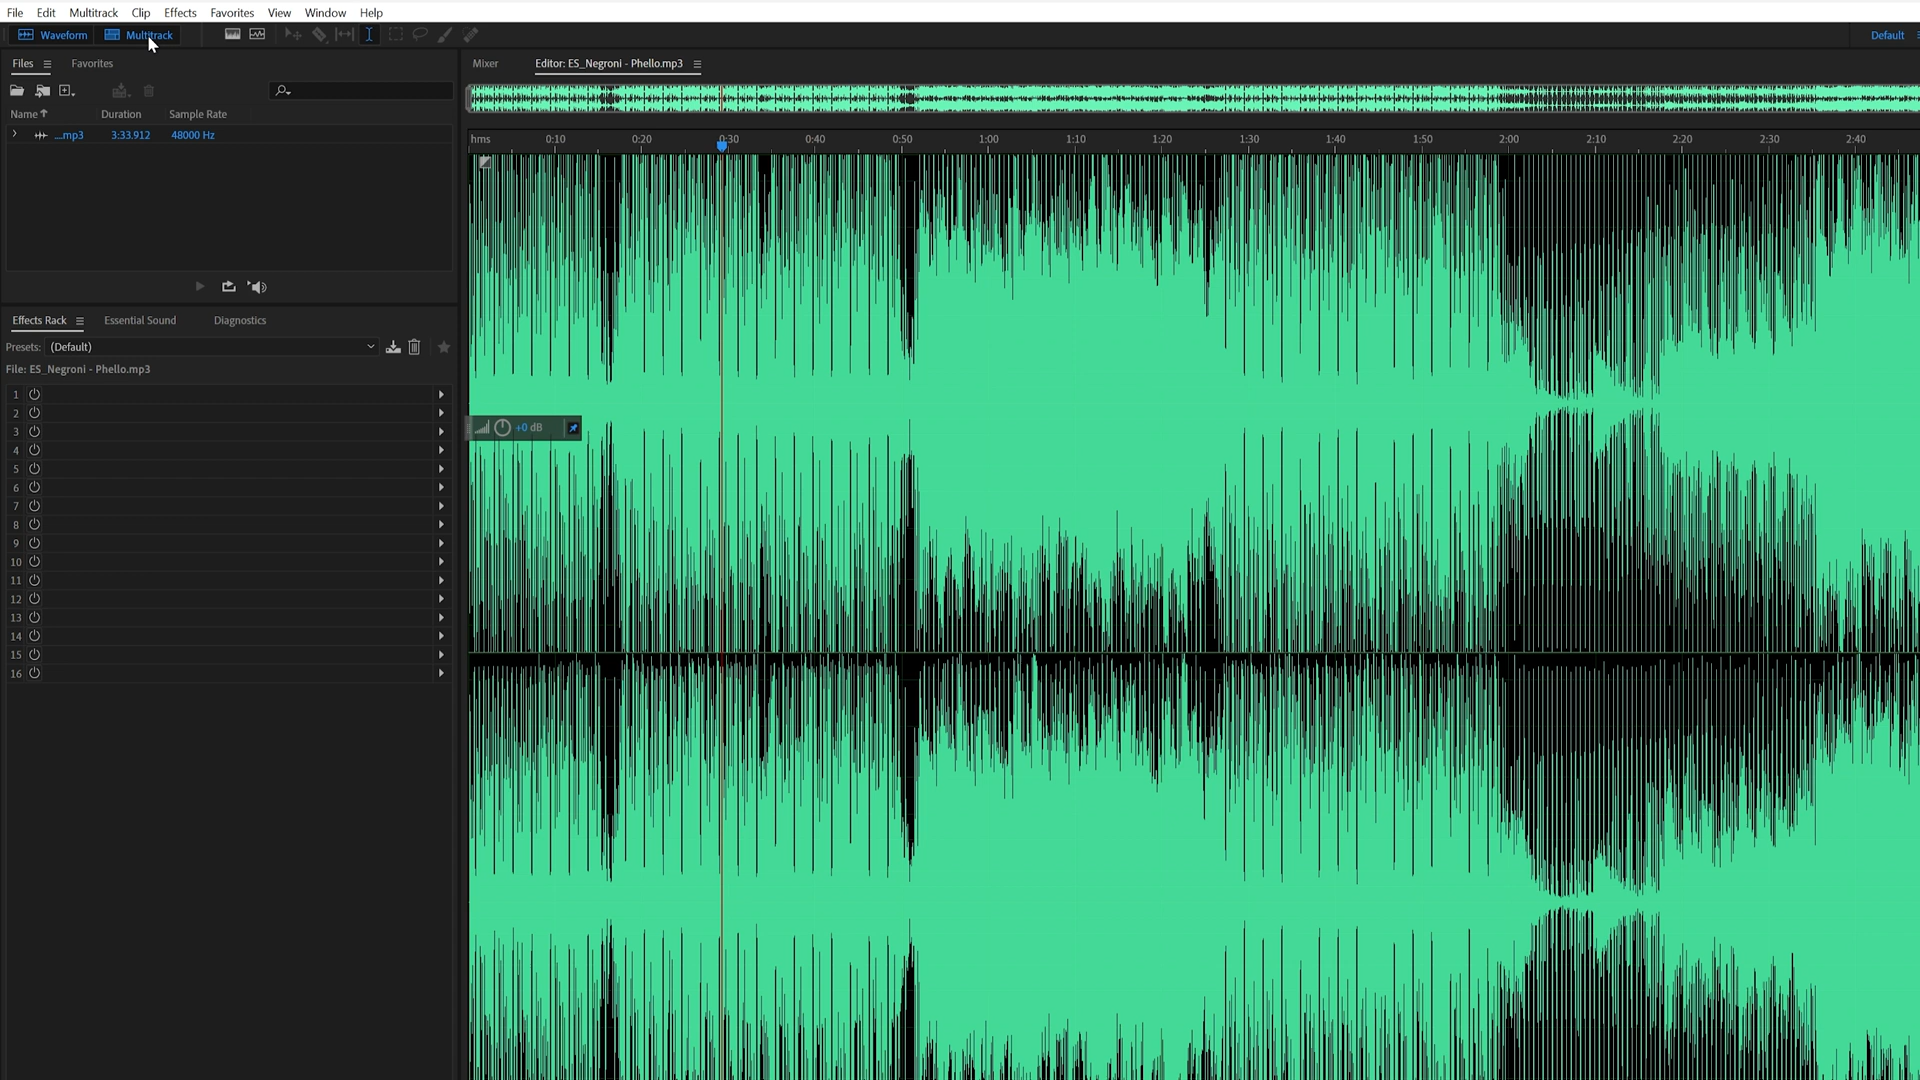 File Edit Multitrack Clip Effects Favorites View Window Help
Waveform Multitrack Default
Files Favorites
Name Duration Sample Rate
...mp3 3:33.912 48000 Hz
Effects Rack Essential Sound Diagnostics
Presets: (Default)
File: ES_Negroni - Phello.mp3
1
2
3
4
5
6
7
8
9
10
11
12
13
14
15
16
Mixer Editor: ES_Negroni - Phello.mp3
hms 0:10 0:20 0:30 0:40 0:50 1:00 1:10 1:20 1:30 1:40 1:50 2:00 2:10 2:20 2:30 2:40
+0 dB